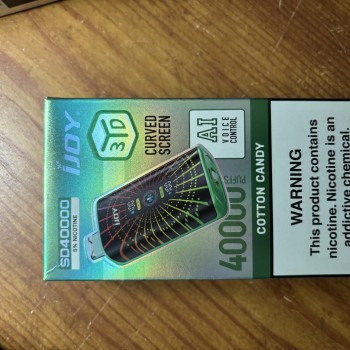 iJOY
3D
CURVED
SCREEN
AI
VOICE
CONTROL
SD40000
5% NICOTINE
iJOY
40000
PUFFS
COTTON CANDY
WARNING
This product contains
nicotine. Nicotine is an
addictive chemical.